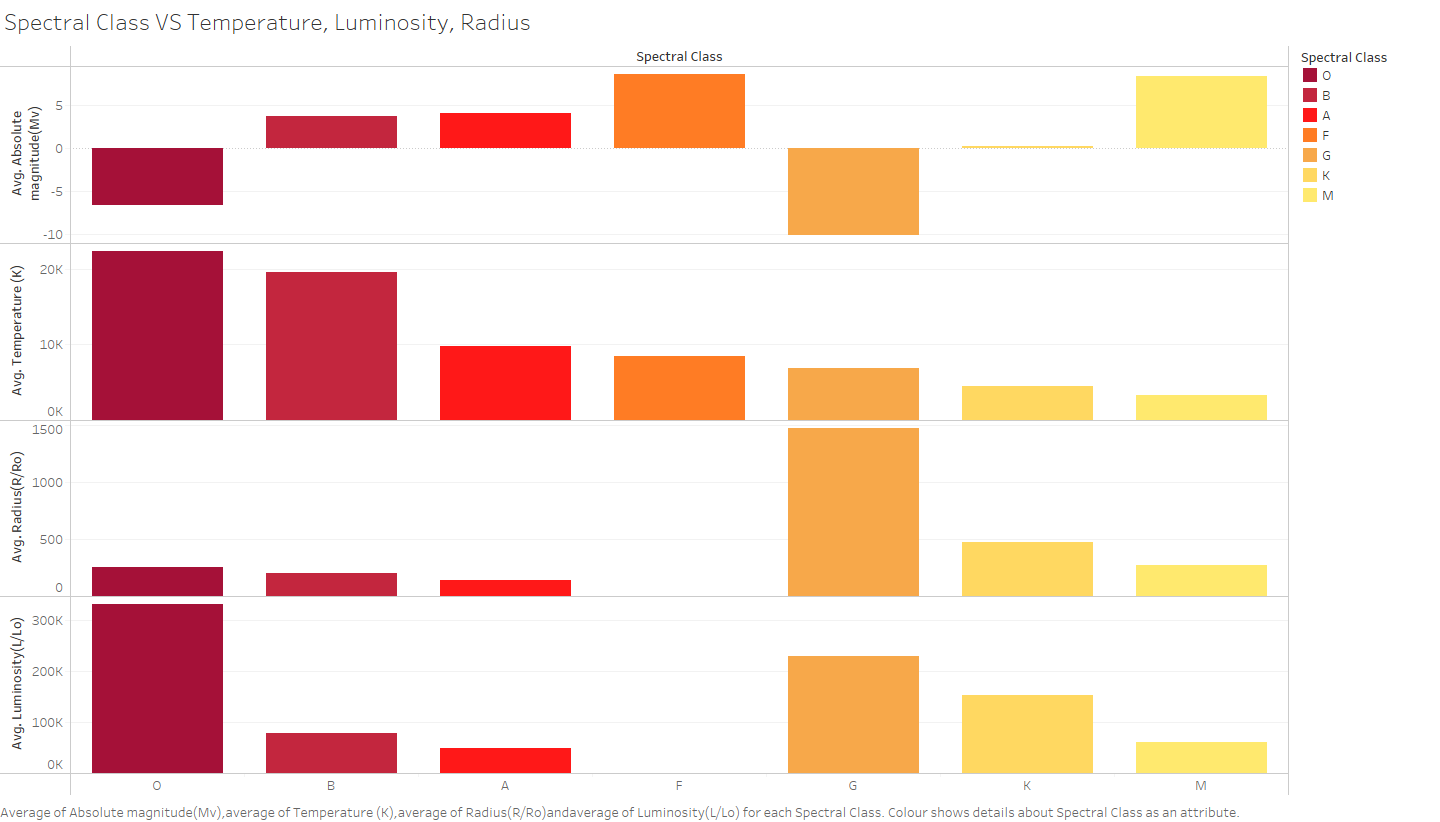 Spectral Class VS Temperature, Luminosity, Radius
Spectral Class
Avg. Absolute
magnitude(Mv)
5
0
-5
-10
Avg. Temperature (K)
20K
10K
0K
Avg. Radius(R/Ro)
1500
1000
500
0
Avg. Luminosity(L/Lo)
300K
200K
100K
0K
O B A F G K M
Spectral Class
O
B
A
F
G
K
M
Average of Absolute magnitude(Mv),average of Temperature (K),average of Radius(R/Ro)andaverage of Luminosity(L/Lo) for each Spectral Class. Colour shows details about Spectral Class as an attribute.